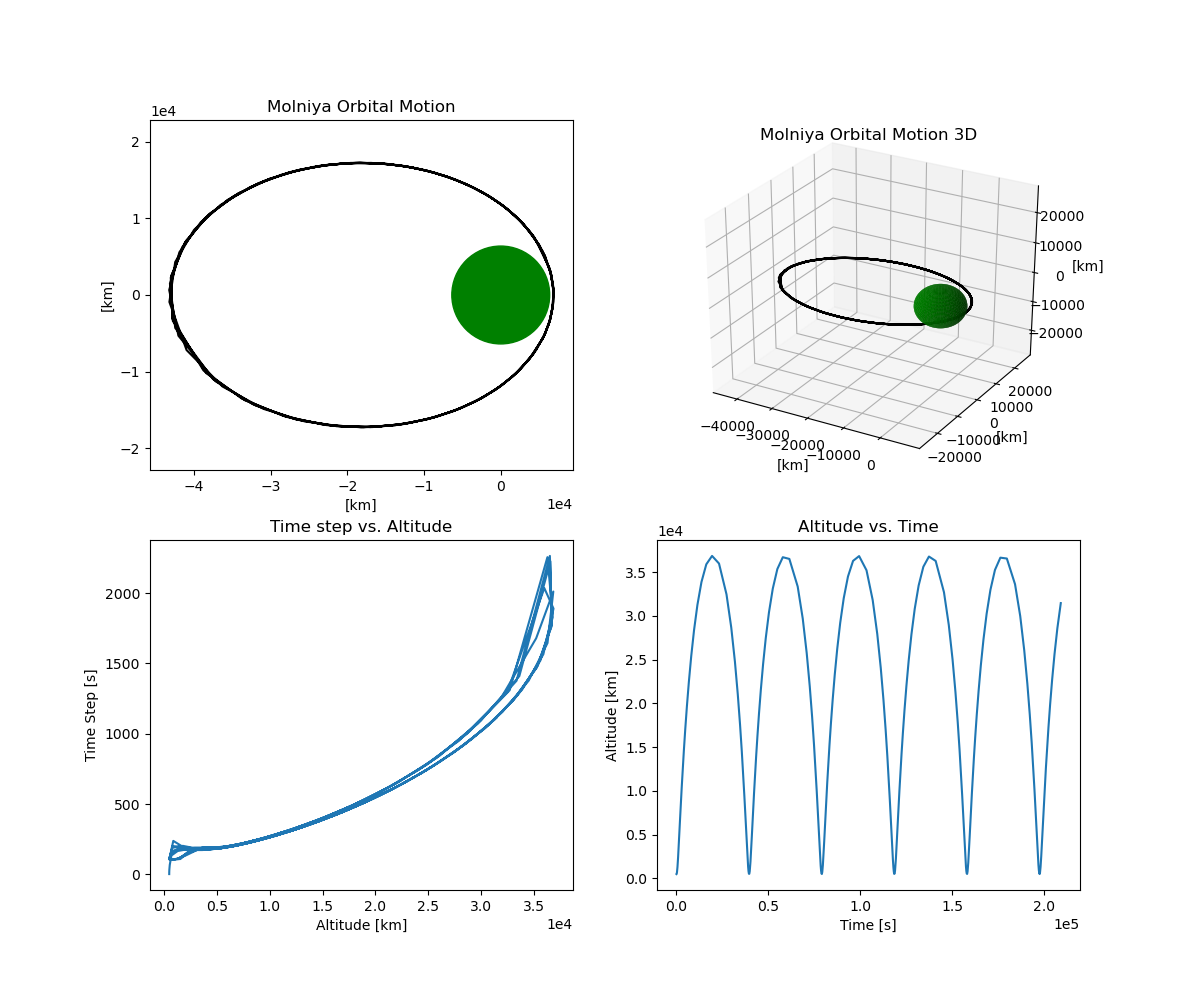 Molniya Orbital Motion
1e4
2
1
0
−1
−2
[km]
−4 −3 −2 −1 0
1e4
[km]
Molniya Orbital Motion 3D
20000
10000
0
−10000
−20000
[km]
−40000
−30000
−20000
−10000
0
[km]
20000
10000
0
−10000
−20000
[km]
Time step vs. Altitude
2000
1500
1000
500
0
Time Step [s]
0.0 0.5 1.0 1.5 2.0 2.5 3.0 3.5
1e4
Altitude [km]
Altitude vs. Time
1e4
3.5
3.0
2.5
2.0
1.5
1.0
0.5
0.0
Altitude [km]
0.0 0.5 1.0 1.5 2.0
1e5
Time [s]